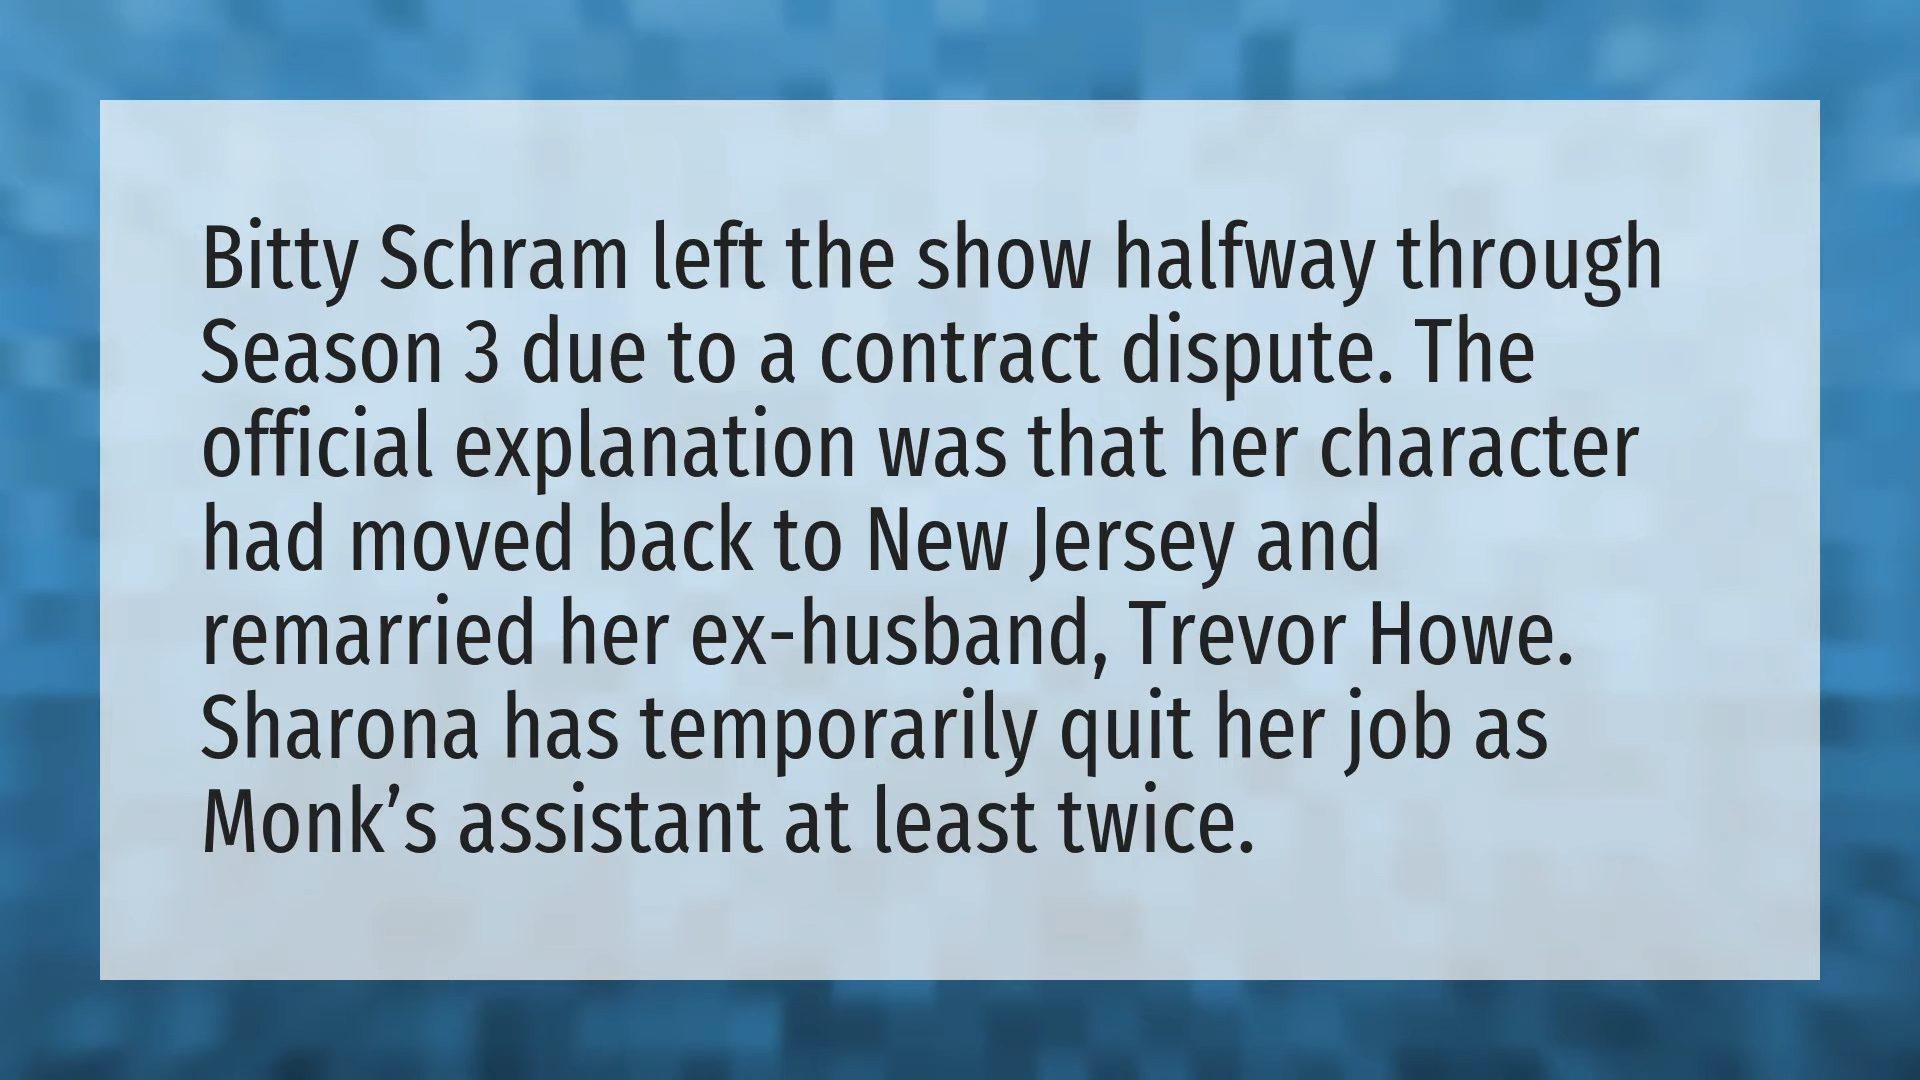 Bitty Schram left the show halfway through
Season 3 due to a contract dispute. The
official explanation was that her character
had moved back to New Jersey and
remarried her ex-husband, Trevor Howe.
Sharona has temporarily quit her job as
Monk’s assistant at least twice.